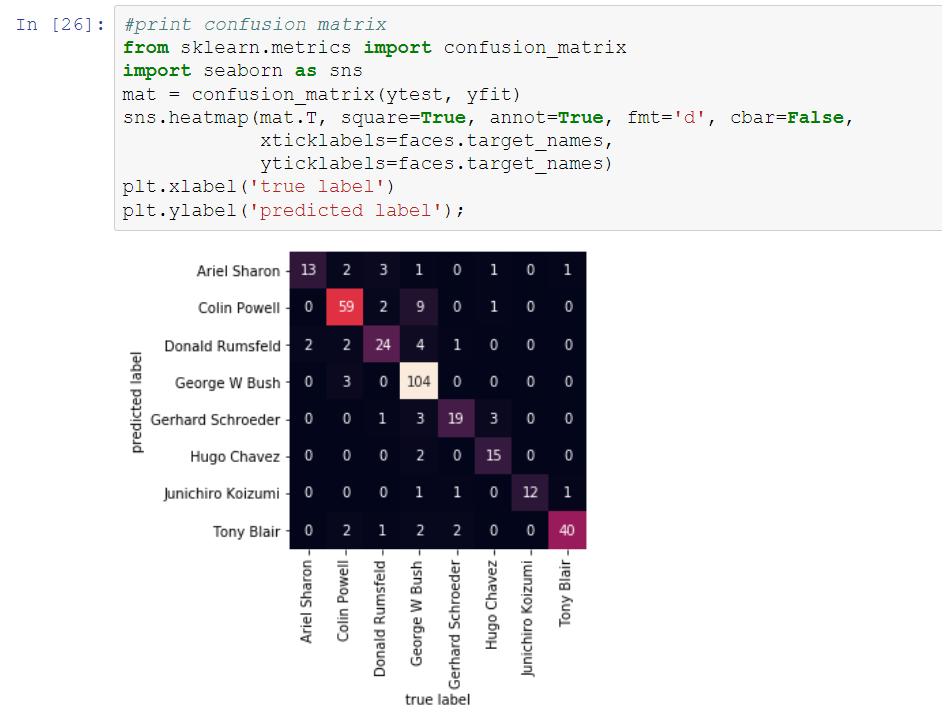 In [26]: #print confusion matrix
from sklearn.metrics import confusion_matrix
import seaborn as sns
mat = confusion_matrix(ytest, yfit)
sns.heatmap(mat.T, square=True, annot=True, fmt='d', cbar=False,
            xticklabels=faces.target_names,
            yticklabels=faces.target_names)
plt.xlabel('true label')
plt.ylabel('predicted label');
predicted label
Ariel Sharon 13 2 3 1 0 1 0 1
Colin Powell 0 59 2 9 0 1 0 0
Donald Rumsfeld 2 2 24 4 1 0 0 0
George W Bush 0 3 0 104 0 0 0 0
Gerhard Schroeder 0 0 1 3 19 3 0 0
Hugo Chavez 0 0 0 2 0 15 0 0
Junichiro Koizumi 0 0 0 1 1 0 12 1
Tony Blair 0 2 1 2 2 0 0 40
Ariel Sharon
Colin Powell
Donald Rumsfeld
George W Bush
Gerhard Schroeder
Hugo Chavez
Junichiro Koizumi
Tony Blair
true label